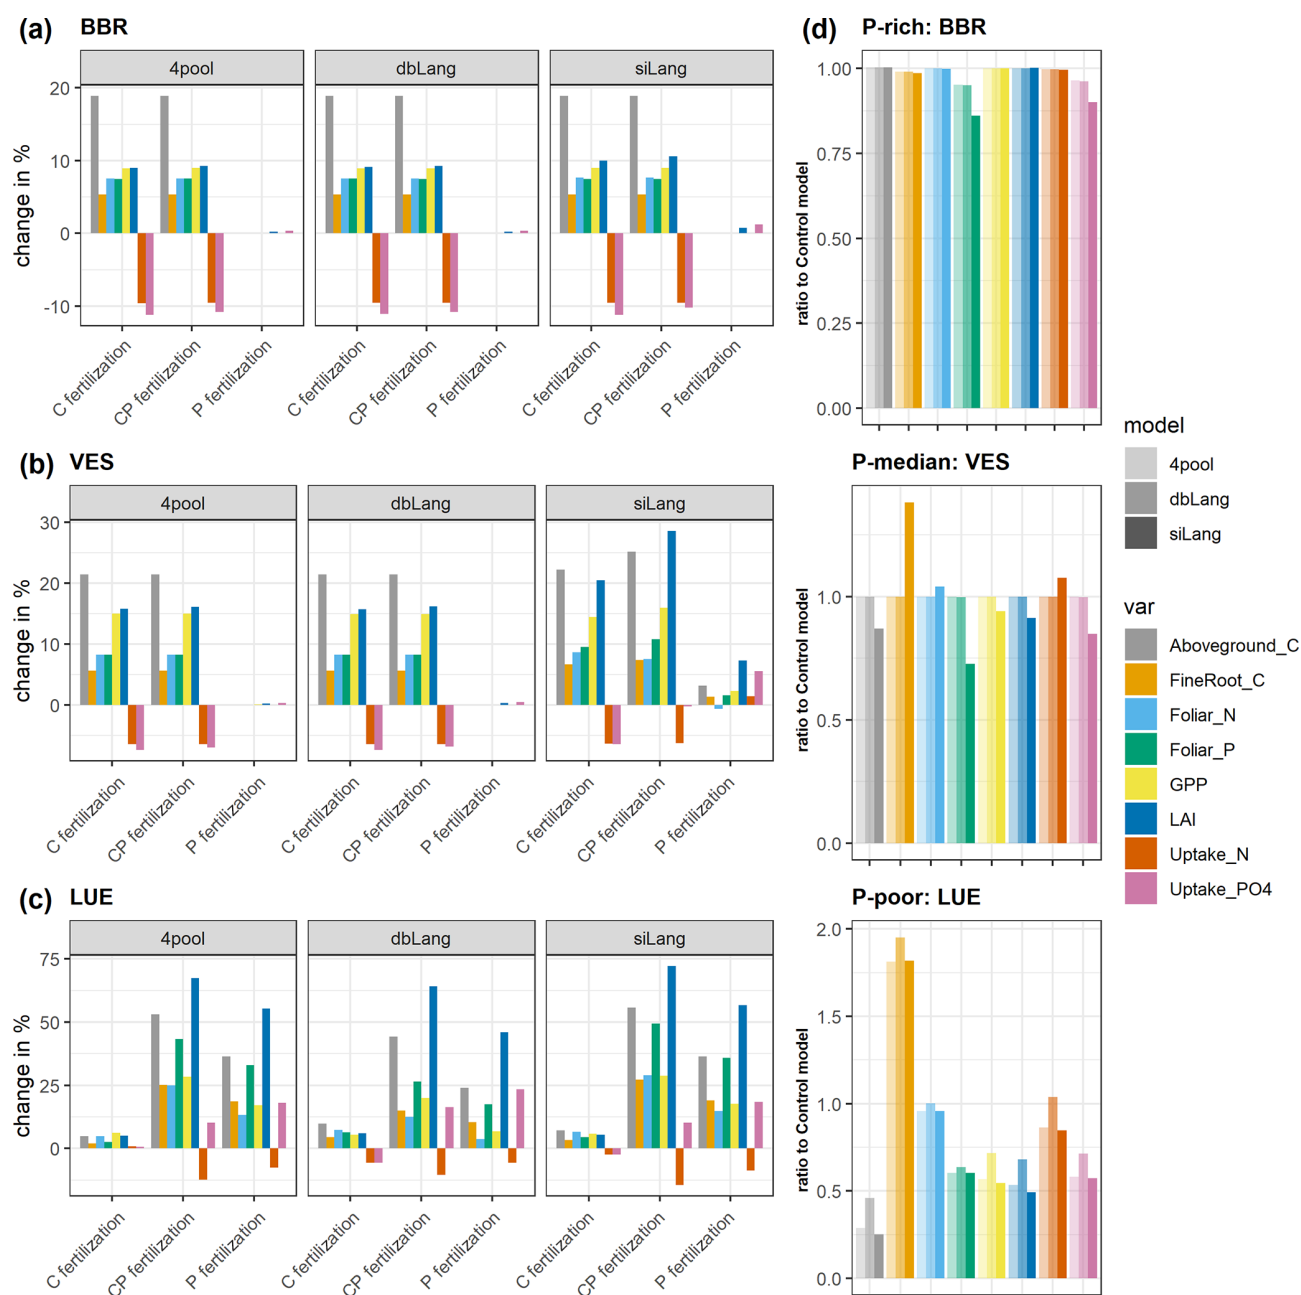 (a) BBR
4pool dbLang siLang
20
10
0
-10
change in %
C fertilization CP fertilization P fertilization C fertilization CP fertilization P fertilization C fertilization CP fertilization P fertilization
(b) VES
4pool dbLang siLang
30
20
10
0
change in %
C fertilization CP fertilization P fertilization C fertilization CP fertilization P fertilization C fertilization CP fertilization P fertilization
(c) LUE
4pool dbLang siLang
75
50
25
0
change in %
C fertilization CP fertilization P fertilization C fertilization CP fertilization P fertilization C fertilization CP fertilization P fertilization
(d) P-rich: BBR
1.00
0.75
0.50
0.25
0.00
ratio to Control model
P-median: VES
1.0
0.5
0.0
ratio to Control model
P-poor: LUE
2.0
1.5
1.0
0.5
0.0
ratio to Control model
model
4pool
dbLang
siLang
var
Aboveground_C
FineRoot_C
Foliar_N
Foliar_P
GPP
LAI
Uptake_N
Uptake_PO4